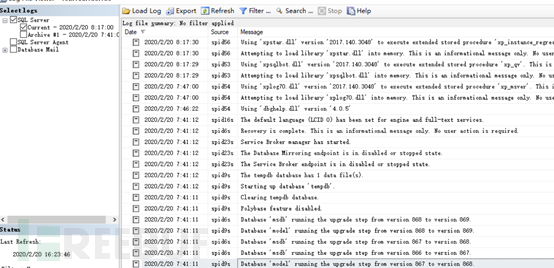 Select logs
SQL Server
Current - 2020/2/20 8:17:00
Archive #1 - 2020/2/20 7:41:0
SQL Server Agent
Database Mail
Status
Last Refresh:
2020/2/20 16:23:46
Load Log Export Refresh Filter ... Search ... Stop Help
Log file summary: No filter applied
Date Source Message
2020/2/20 8:17:30 spid56 Using 'xpstar.dll' version '2017.140.3048' to execute extended stored procedure 'xp_instance_regre
2020/2/20 8:17:30 spid56 Attempting to load library 'xpstar.dll' into memory. This is an informational message only. No use
2020/2/20 8:17:29 spid53 Using 'xpsqlbot.dll' version '2017.140.3048' to execute extended stored procedure 'xp_qv'. This is
2020/2/20 8:17:29 spid53 Attempting to load library 'xpsqlbot.dll' into memory. This is an informational message only. No u
2020/2/20 7:47:00 spid54 Using 'xplog70.dll' version '2017.140.3048' to execute extended stored procedure 'xp_msver'. This
2020/2/20 7:47:00 spid54 Attempting to load library 'xplog70.dll' into memory. This is an informational message only. No us
2020/2/20 7:46:22 spid54 Using 'dbghelp.dll' version '4.0.5'
2020/2/20 7:41:12 spid16s The default language (LCID 0) has been set for engine and full-text services.
2020/2/20 7:41:12 spid6s Recovery is complete. This is an informational message only. No user action is required.
2020/2/20 7:41:12 spid23s Service Broker manager has started.
2020/2/20 7:41:12 spid23s The Database Mirroring endpoint is in disabled or stopped state.
2020/2/20 7:41:12 spid23s The Service Broker endpoint is in disabled or stopped state.
2020/2/20 7:41:12 spid9s The tempdb database has 1 data file(s).
2020/2/20 7:41:12 spid9s Starting up database 'tempdb'.
2020/2/20 7:41:12 spid9s Clearing tempdb database.
2020/2/20 7:41:11 spid9s Polybase feature disabled.
2020/2/20 7:41:11 spid6s Database 'msdb' running the upgrade step from version 868 to version 869.
2020/2/20 7:41:11 spid9s Database 'model' running the upgrade step from version 868 to version 869.
2020/2/20 7:41:11 spid6s Database 'msdb' running the upgrade step from version 867 to version 868.
2020/2/20 7:41:11 spid9s Database 'model' running the upgrade step from version 867 to version 868.